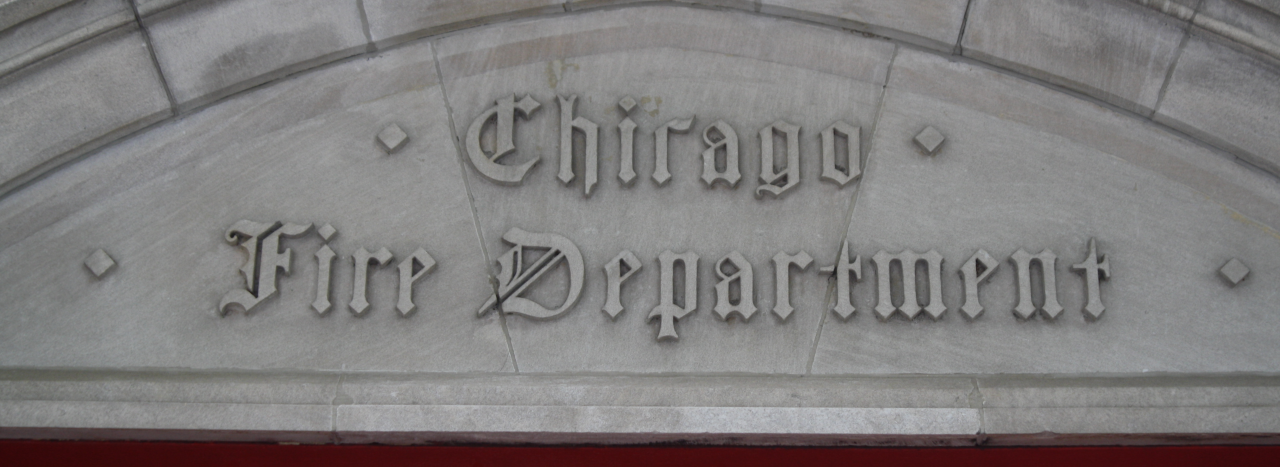 Chicago
Fire Department